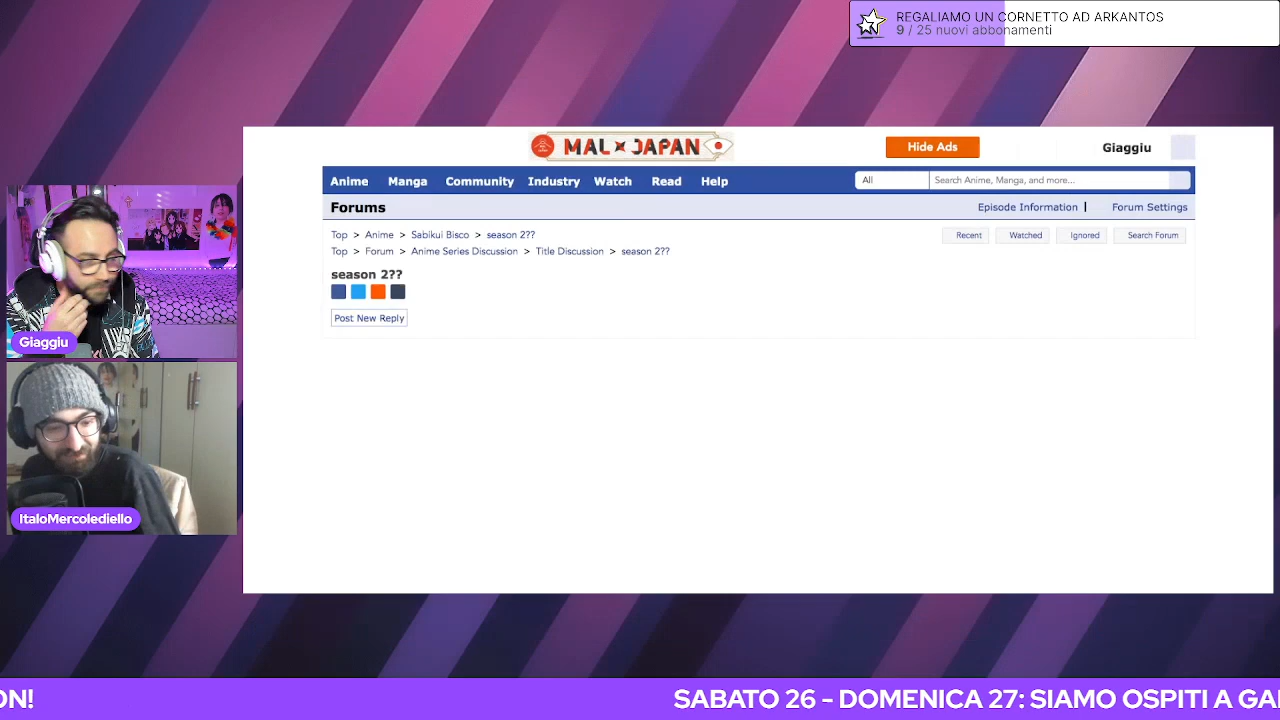 REGALIAMO UN CORNETTO AD ARKANTOS
9 / 25 nuovi abbonamenti
MAL x JAPAN
Hide Ads
Giaggiu
Anime Manga Community Industry Watch Read Help
All
Search Anime, Manga, and more...
Forums
Episode Information | Forum Settings
Top > Anime > Sabikui Bisco > season 2??
Recent Watched Ignored Search Forum
Top > Forum > Anime Series Discussion > Title Discussion > season 2??
season 2??
Post New Reply
Giaggiu
ItaloMercolediello
ON!
SABATO 26 - DOMENICA 27: SIAMO OSPITI A